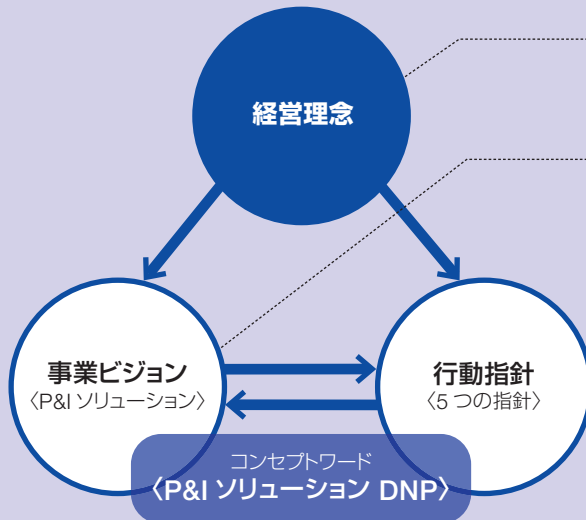 経営理念
事業ビジョン
〈P&I ソリューション〉
行動指針
〈5 つの指針〉
コンセプトワード
〈P&I ソリューション DNP〉